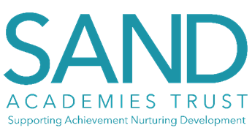 SAND
ACADEMIES TRUST
Supporting Achievement Nurturing Development